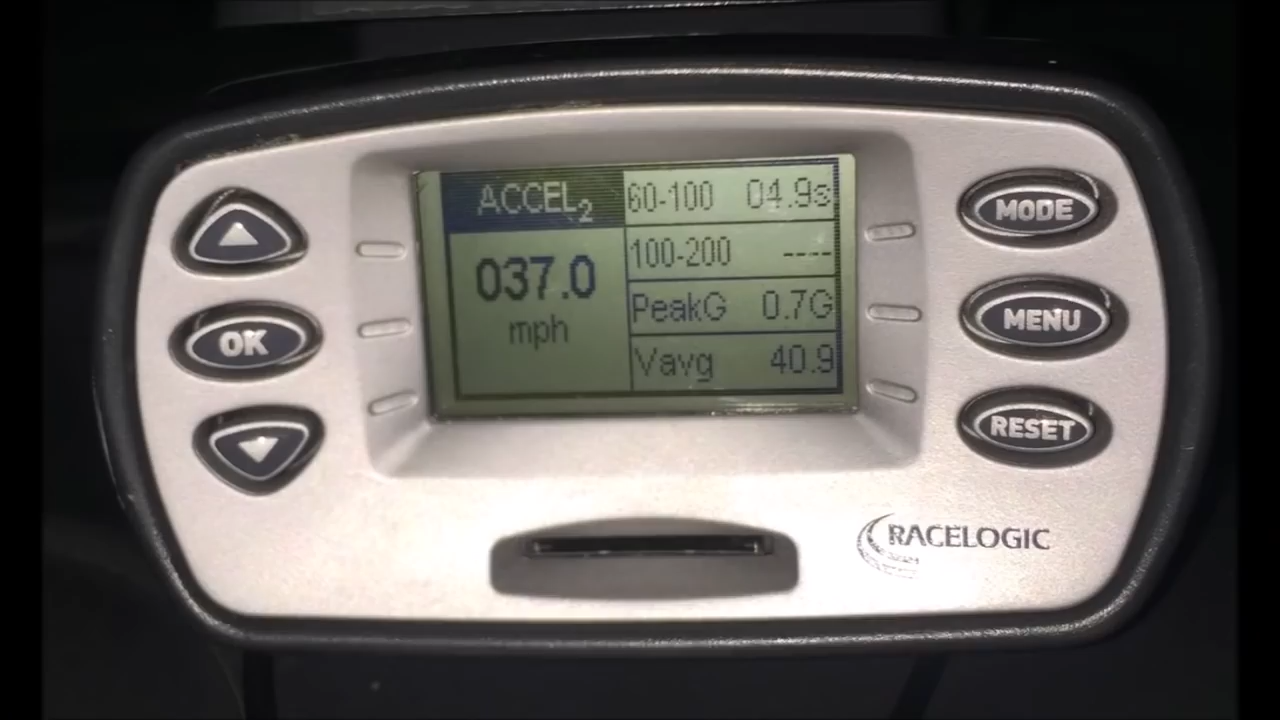 ACCEL2
037.0
mph
60-100 04.9s
100-200 ----
PeakG 0.7G
Vavg 40.9
OK
MODE
MENU
RESET
RACELOGIC